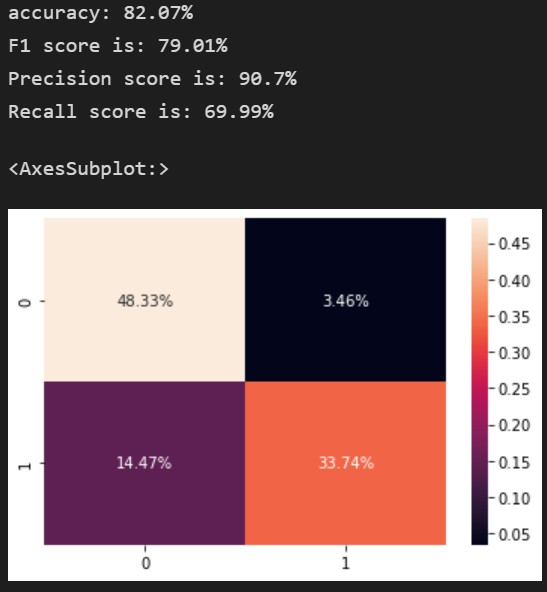 accuracy: 82.07%
F1 score is: 79.01%
Precision score is: 90.7%
Recall score is: 69.99%
<AxesSubplot:>
0.45
0 48.33% 3.46% 0.40
0.35
0.30
0.25
0.20
1 14.47% 33.74% 0.15
0.10
0.05
0 1